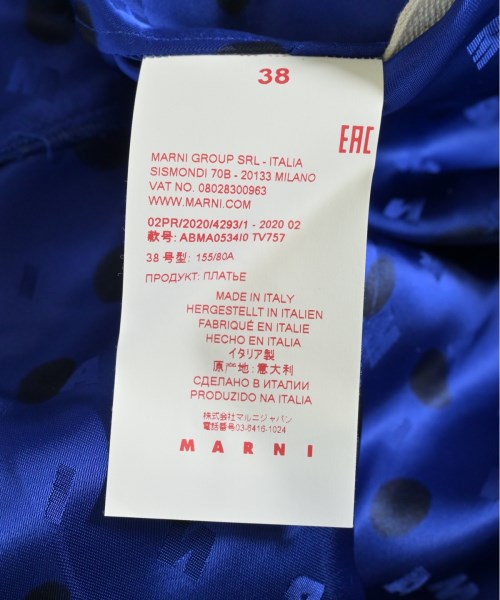 38
EAC
MARNI GROUP SRL - ITALIA
SISMONDI 70B - 20133 MILANO
VAT NO. 08028300963
WWW.MARNI.COM
02PR/2020/4293/1 - 2020 02
款号: ABMA0534I0 TV757
38 号型: 155/80A
ПРОДУКТ: ПЛАТЬЕ
MADE IN ITALY
HERGESTELLT IN ITALIEN
FABRIQUÉ EN ITALIE
HECHO EN ITALIA
イタリア製
原产地:意大利
СДЕЛАНО В ИТАЛИИ
PRODUZIDO NA ITALIA
株式会社マルニジャパン
電話番号03-6416-1024
MARNI